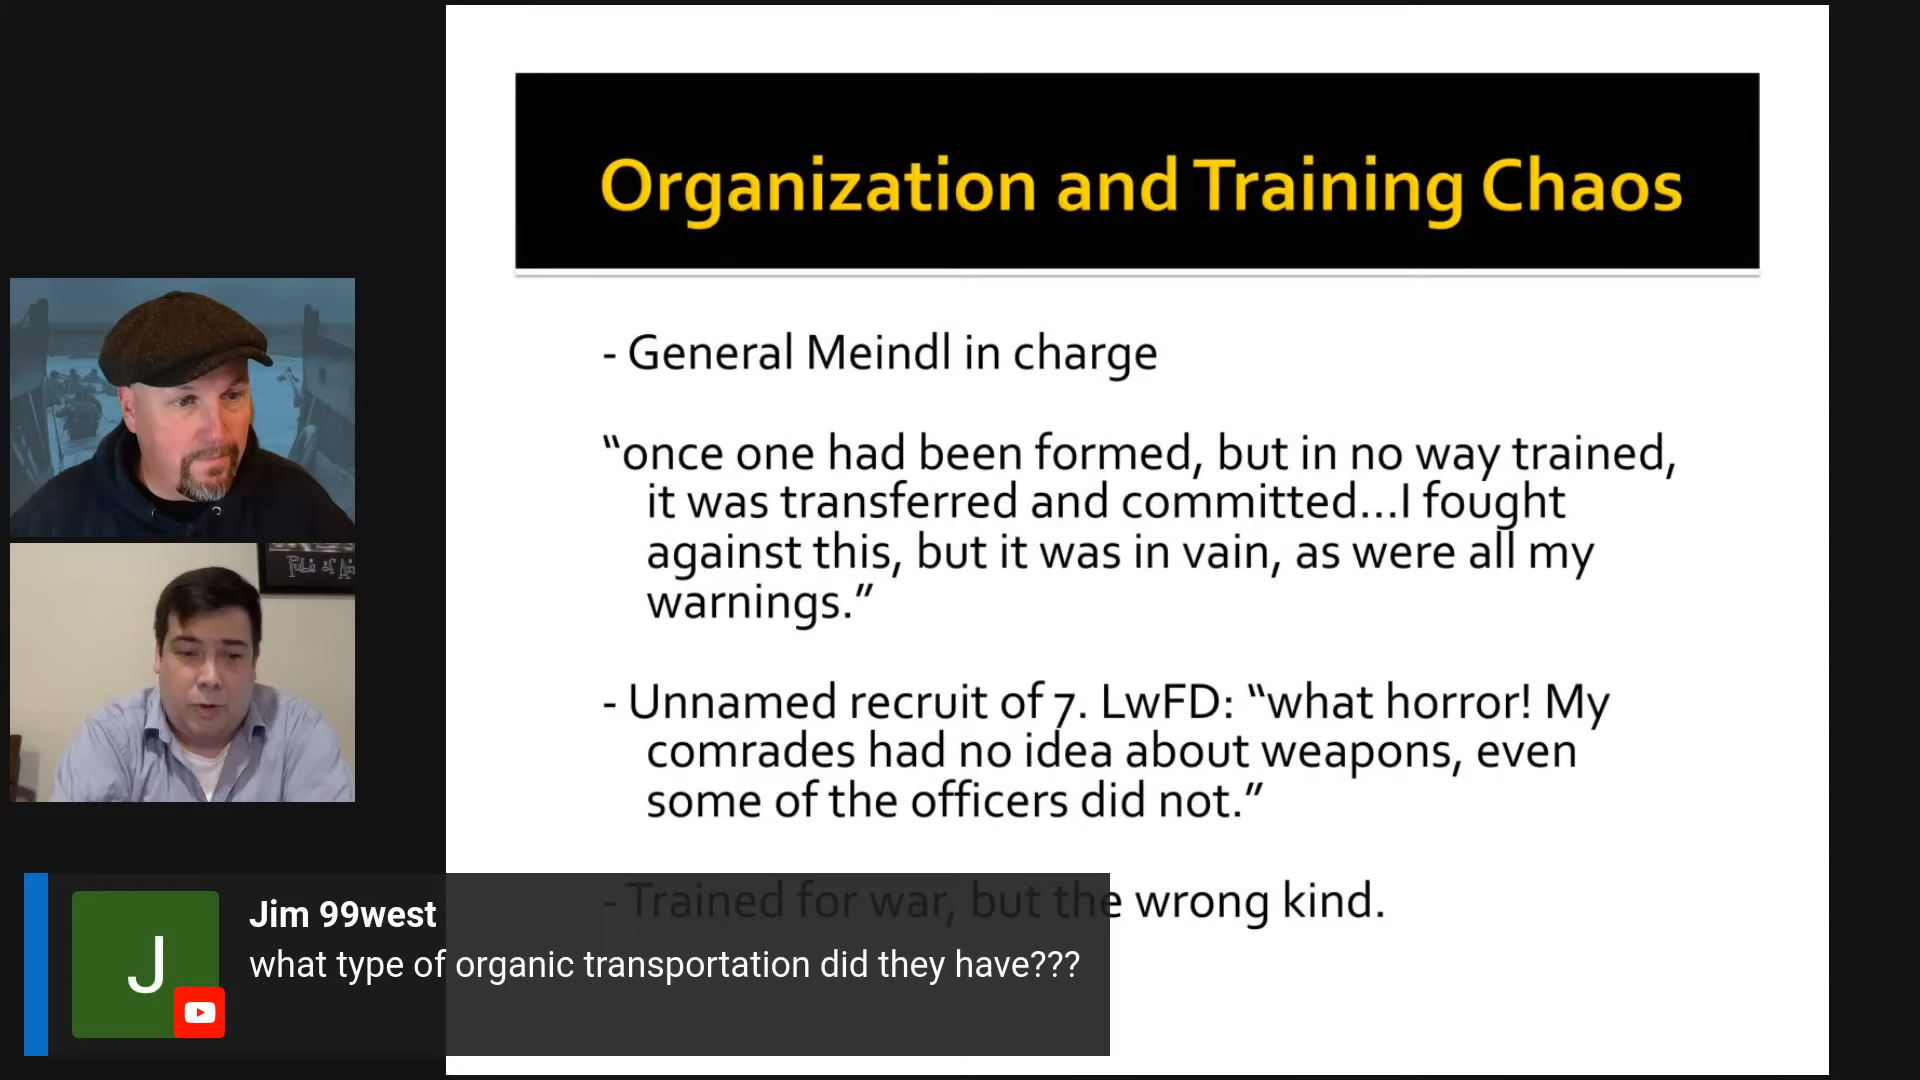 Organization and Training Chaos
- General Meindl in charge
“once one had been formed, but in no way trained,
it was transferred and committed...I fought
against this, but it was in vain, as were all my
warnings.”
- Unnamed recruit of 7. LwFD: “what horror! My
comrades had no idea about weapons, even
some of the officers did not.”
- Trained for war, but the wrong kind.
J
Jim 99west
what type of organic transportation did they have???